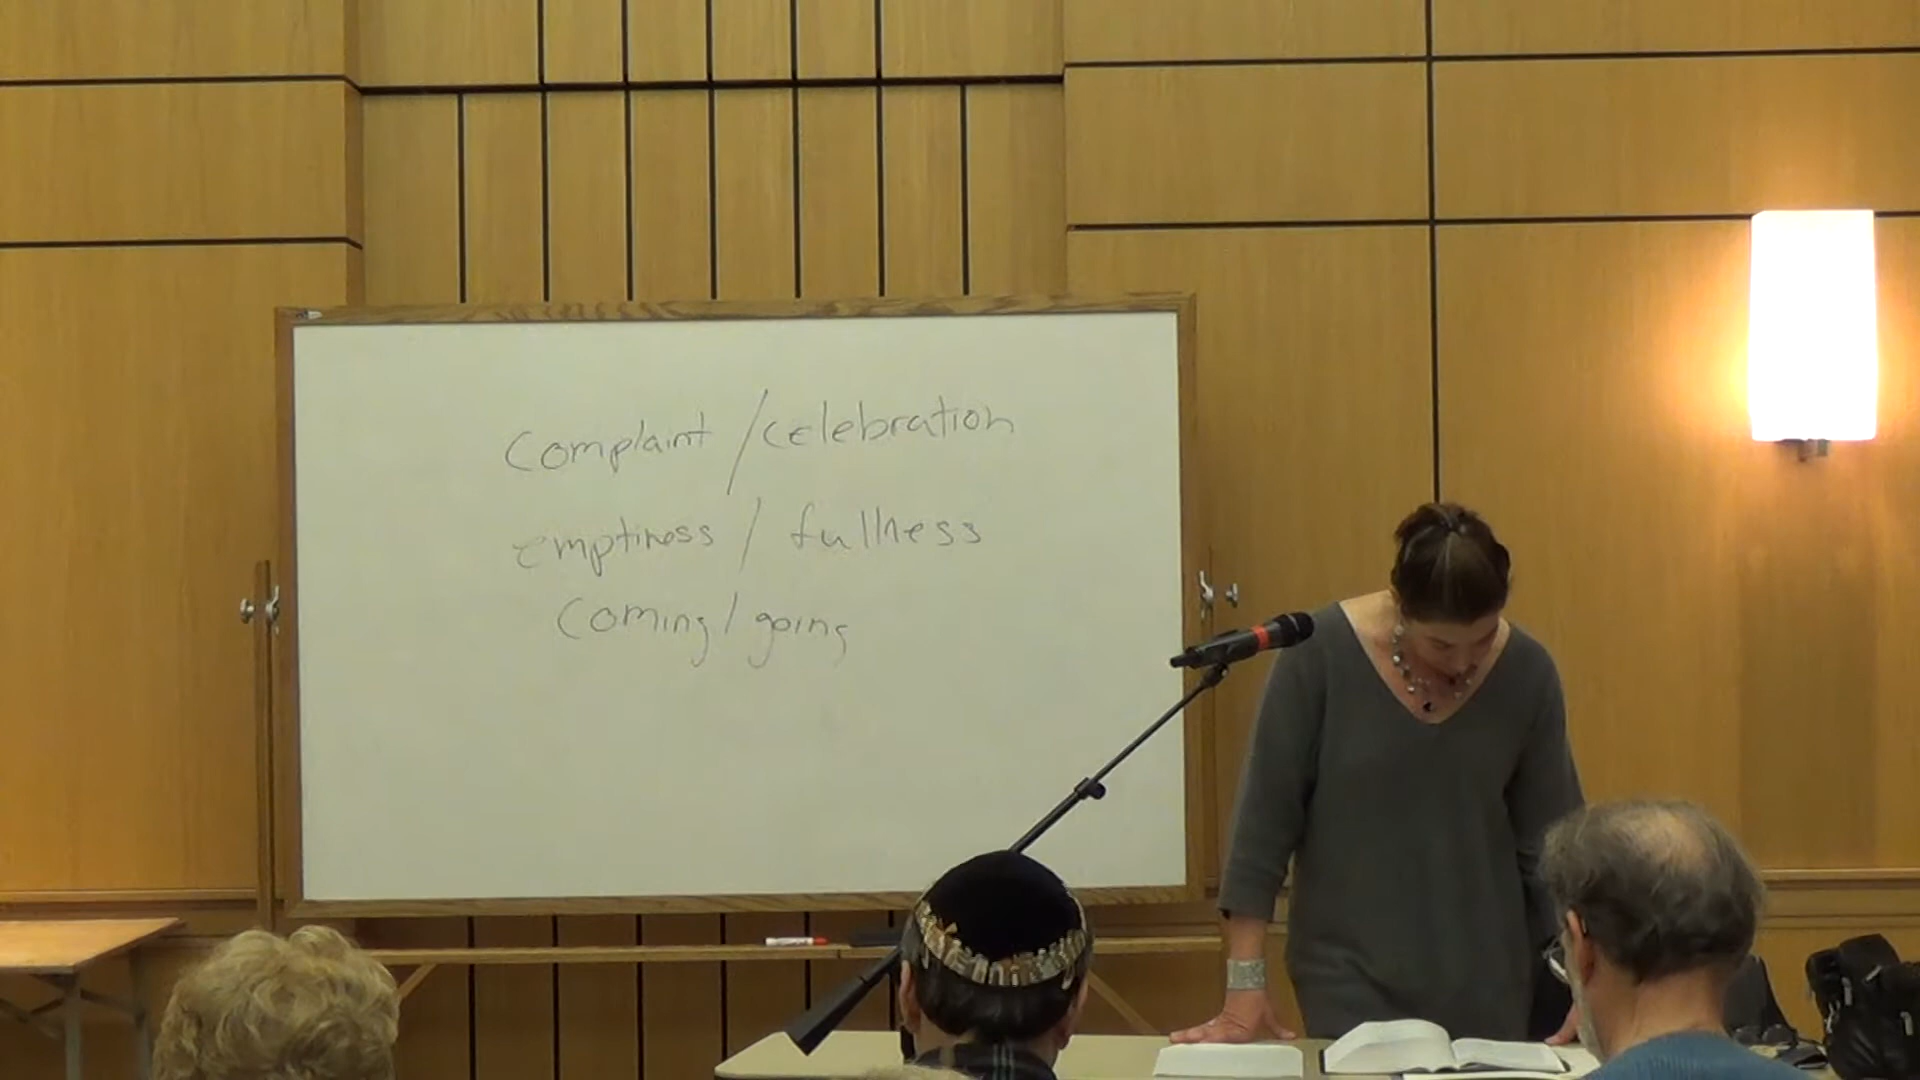 Complaint / celebration
emptiness / fullness
Coming / going